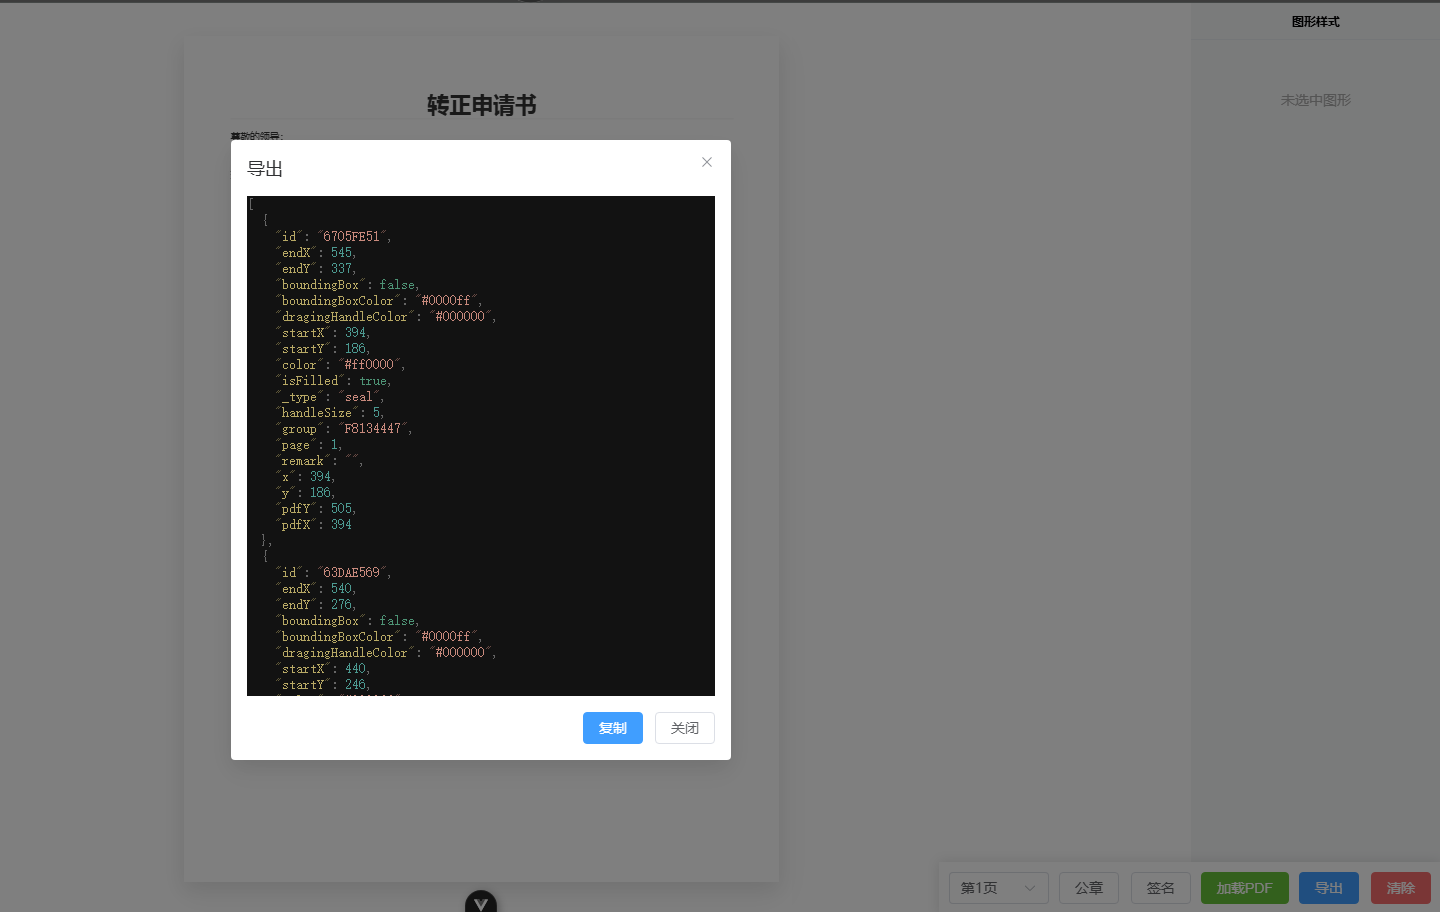 图形样式
未选中图形
转正申请书
尊敬的领导：
导出
[
{
"id": "6705FE51",
"endX": 545,
"endY": 337,
"boundingBox": false,
"boundingBoxColor": "#0000ff",
"dragingHandleColor": "#000000",
"startX": 394,
"startY": 186,
"color": "#ff0000",
"isFilled": true,
"_type": "seal",
"handleSize": 5,
"group": "F8134447",
"page": 1,
"remark": "",
"x": 394,
"y": 186,
"pdfY": 505,
"pdfX": 394
},
{
"id": "63DAE569",
"endX": 540,
"endY": 276,
"boundingBox": false,
"boundingBoxColor": "#0000ff",
"dragingHandleColor": "#000000",
"startX": 440,
"startY": 246,
复制 关闭
第1页 公章 签名 加载PDF 导出 清除